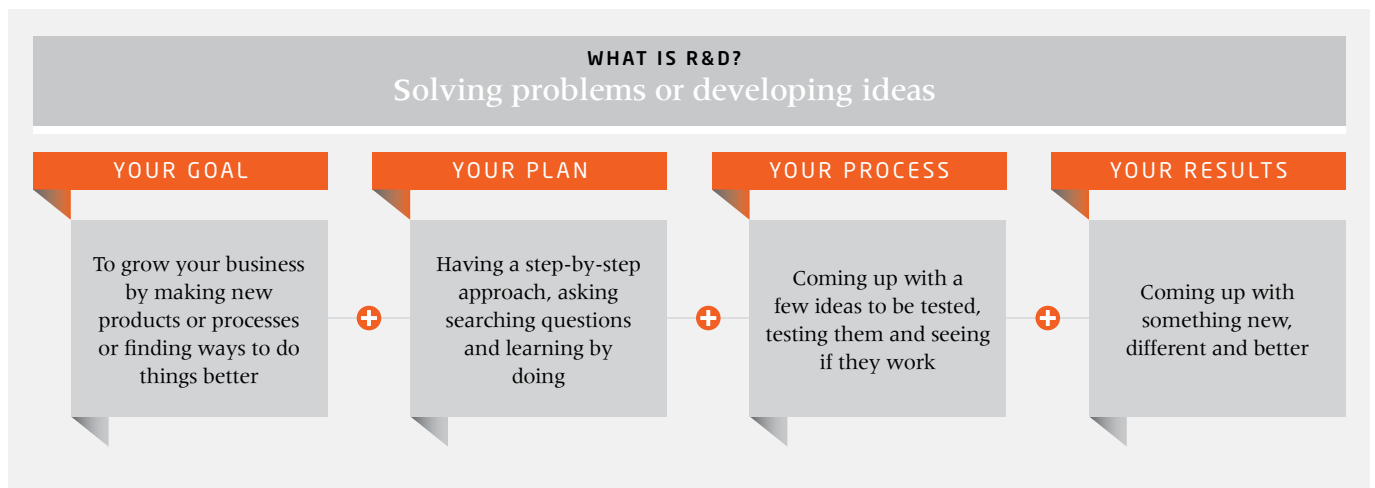 WHAT IS R&D?
Solving problems or developing ideas
YOUR GOAL
To grow your business
by making new
products or processes
or finding ways to do
things better
YOUR PLAN
Having a step-by-step
approach, asking
searching questions
and learning by
doing
YOUR PROCESS
Coming up with a
few ideas to be tested,
testing them and seeing
if they work
YOUR RESULTS
Coming up with
something new,
different and better